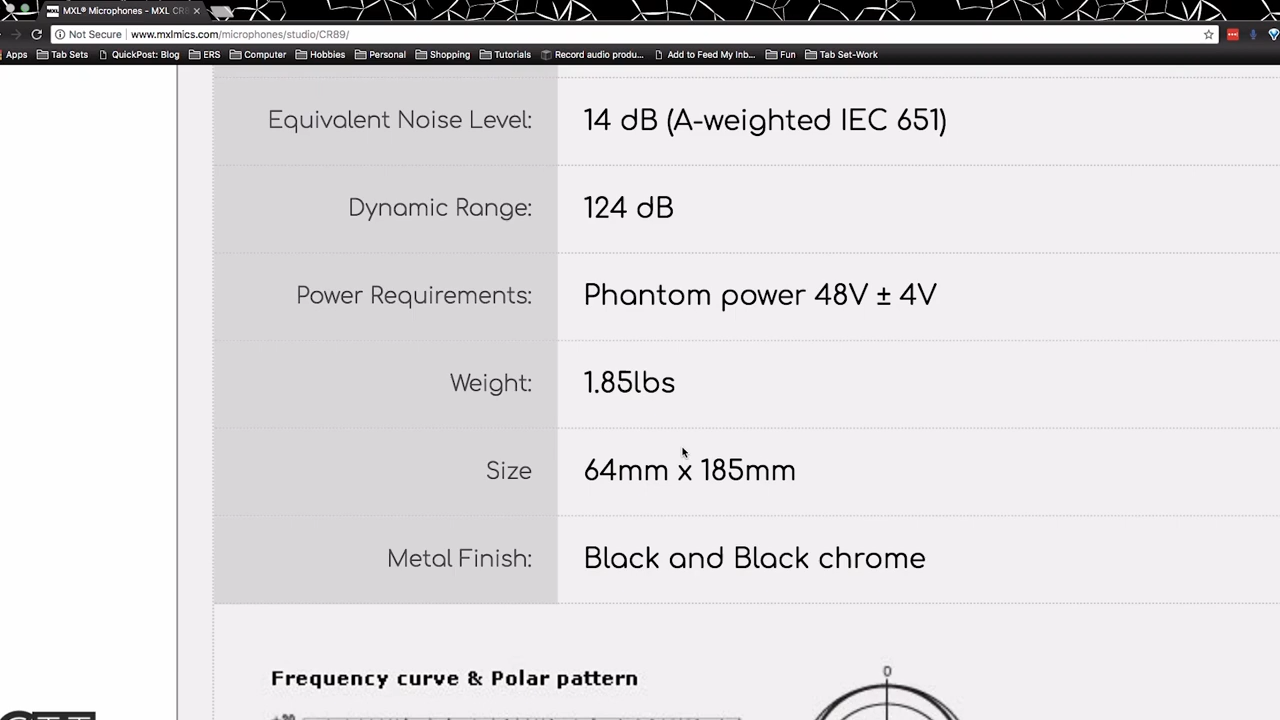 MXL® Microphones - MXL CR
Not Secure www.mxlmics.com/microphones/studio/CR89/
Apps Tab Sets QuickPost: Blog ERS Computer Hobbies Personal Shopping Tutorials Record audio produ... Add to Feed My Inb... Fun Tab Set-Work
Equivalent Noise Level: 14 dB (A-weighted IEC 651)
Dynamic Range: 124 dB
Power Requirements: Phantom power 48V ± 4V
Weight: 1.85lbs
Size 64mm x 185mm
Metal Finish: Black and Black chrome
Frequency curve & Polar pattern
0